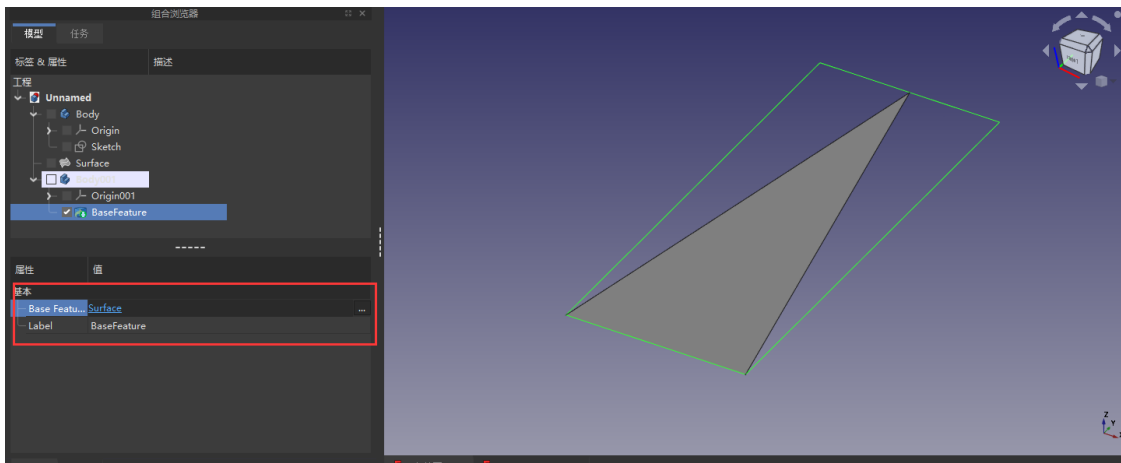 组合浏览器
模型 任务
标签 & 属性 描述
工程
Unnamed
Body
Origin
Sketch
Surface
Body001
Origin001
BaseFeature
属性 值
基本
Base Featu... Surface ...
Label BaseFeature
Z
Y